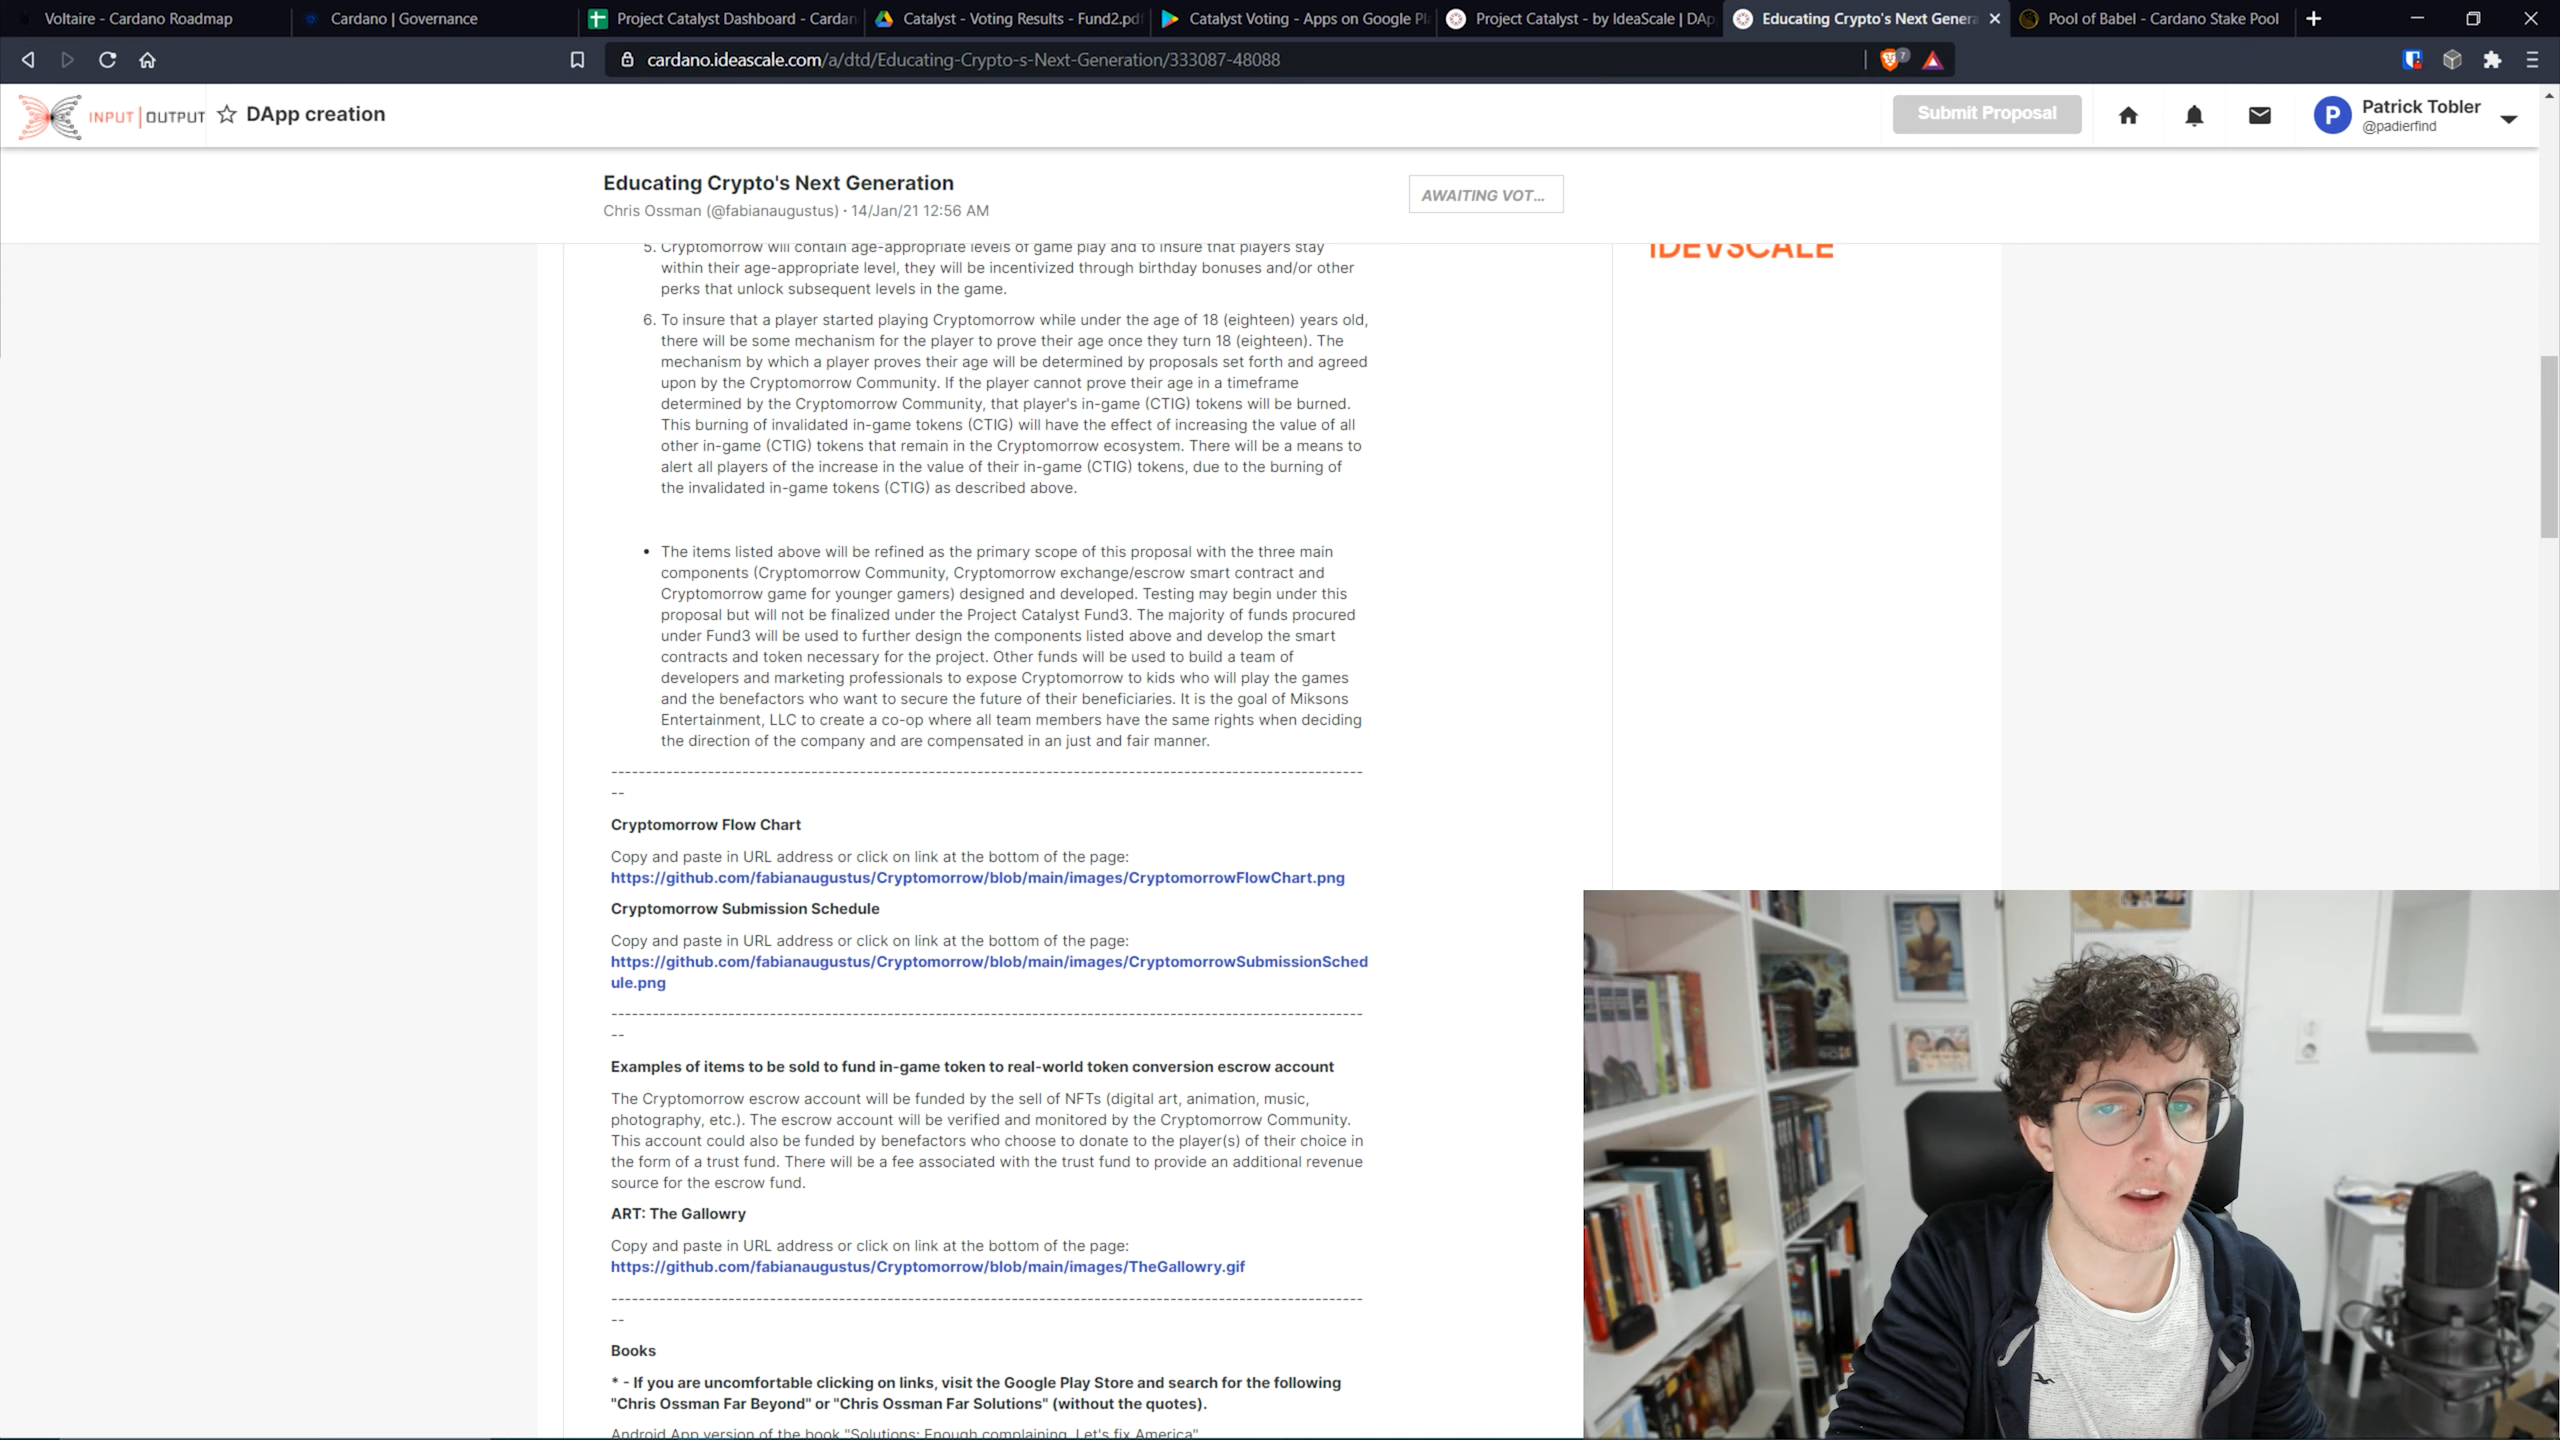 Voltaire - Cardano Roadmap
Cardano | Governance
Project Catalyst Dashboard - Cardan
Catalyst - Voting Results - Fund2.pdf
Catalyst Voting - Apps on Google Pl
Project Catalyst - by IdeaScale | DAp
Educating Crypto's Next Genera
Pool of Babel - Cardano Stake Pool
cardano.ideascale.com/a/dtd/Educating-Crypto-s-Next-Generation/333087-48088
7
INPUT | OUTPUT
DApp creation
Submit Proposal
P
Patrick Tobler
@padierfind
Educating Crypto's Next Generation
Chris Ossman (@fabianaugustus) · 14/Jan/21 12:56 AM
AWAITING VOT...
IDEVSCALE
5. Cryptomorrow will contain age-appropriate levels of game play and to insure that players stay
within their age-appropriate level, they will be incentivized through birthday bonuses and/or other
perks that unlock subsequent levels in the game.
6. To insure that a player started playing Cryptomorrow while under the age of 18 (eighteen) years old,
there will be some mechanism for the player to prove their age once they turn 18 (eighteen). The
mechanism by which a player proves their age will be determined by proposals set forth and agreed
upon by the Cryptomorrow Community. If the player cannot prove their age in a timeframe
determined by the Cryptomorrow Community, that player's in-game (CTIG) tokens will be burned.
This burning of invalidated in-game tokens (CTIG) will have the effect of increasing the value of all
other in-game (CTIG) tokens that remain in the Cryptomorrow ecosystem. There will be a means to
alert all players of the increase in the value of their in-game (CTIG) tokens, due to the burning of
the invalidated in-game tokens (CTIG) as described above.
• The items listed above will be refined as the primary scope of this proposal with the three main
components (Cryptomorrow Community, Cryptomorrow exchange/escrow smart contract and
Cryptomorrow game for younger gamers) designed and developed. Testing may begin under this
proposal but will not be finalized under the Project Catalyst Fund3. The majority of funds procured
under Fund3 will be used to further design the components listed above and develop the smart
contracts and token necessary for the project. Other funds will be used to build a team of
developers and marketing professionals to expose Cryptomorrow to kids who will play the games
and the benefactors who want to secure the future of their beneficiaries. It is the goal of Miksons
Entertainment, LLC to create a co-op where all team members have the same rights when deciding
the direction of the company and are compensated in an just and fair manner.
--------------------------------------------------------------------------------------------------------------
--
Cryptomorrow Flow Chart
Copy and paste in URL address or click on link at the bottom of the page:
https://github.com/fabianaugustus/Cryptomorrow/blob/main/images/CryptomorrowFlowChart.png
Cryptomorrow Submission Schedule
Copy and paste in URL address or click on link at the bottom of the page:
https://github.com/fabianaugustus/Cryptomorrow/blob/main/images/CryptomorrowSubmissionSched
ule.png
--------------------------------------------------------------------------------------------------------------
--
Examples of items to be sold to fund in-game token to real-world token conversion escrow account
The Cryptomorrow escrow account will be funded by the sell of NFTs (digital art, animation, music,
photography, etc.). The escrow account will be verified and monitored by the Cryptomorrow Community.
This account could also be funded by benefactors who choose to donate to the player(s) of their choice in
the form of a trust fund. There will be a fee associated with the trust fund to provide an additional revenue
source for the escrow fund.
ART: The Gallowry
Copy and paste in URL address or click on link at the bottom of the page:
https://github.com/fabianaugustus/Cryptomorrow/blob/main/images/TheGallowry.gif
--------------------------------------------------------------------------------------------------------------
--
Books
* - If you are uncomfortable clicking on links, visit the Google Play Store and search for the following
"Chris Ossman Far Beyond" or "Chris Ossman Far Solutions" (without the quotes).
Android App version of the book "Solutions: Enough complaining. Let's fix America"